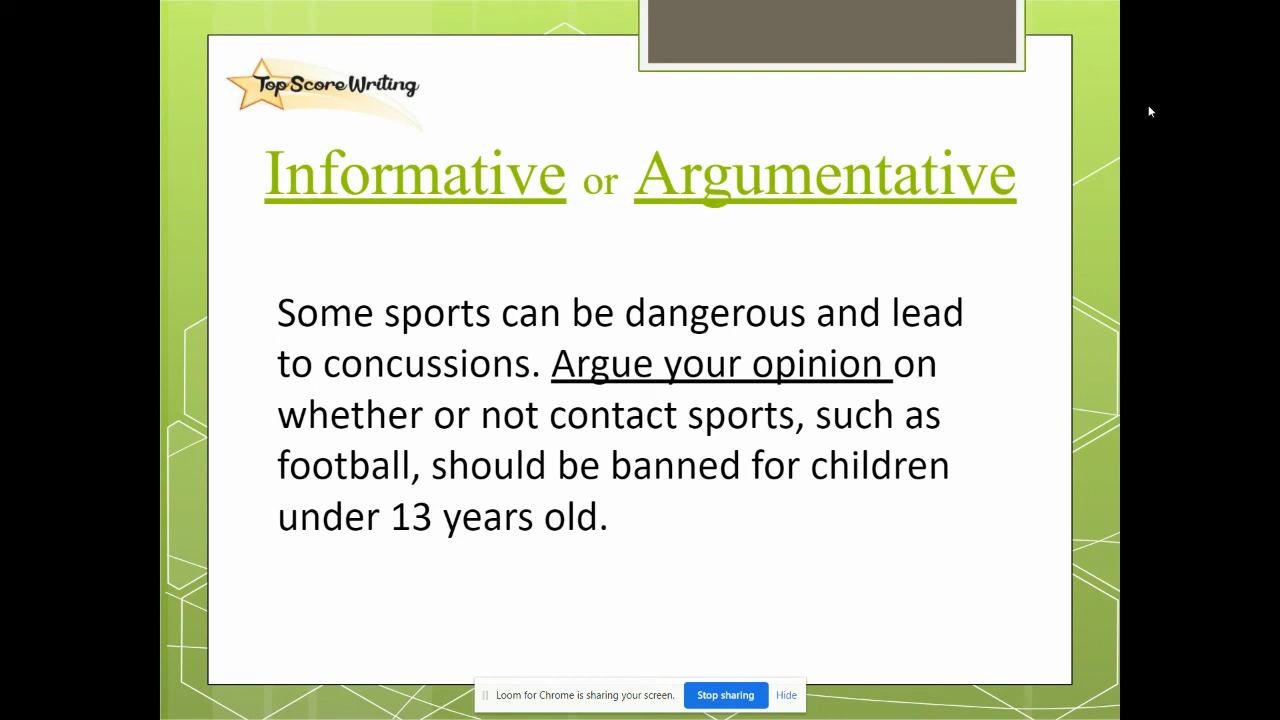 Top Score Writing
Informative or Argumentative
Some sports can be dangerous and lead
to concussions. Argue your opinion on
whether or not contact sports, such as
football, should be banned for children
under 13 years old.
Loom for Chrome is sharing your screen. Stop sharing Hide